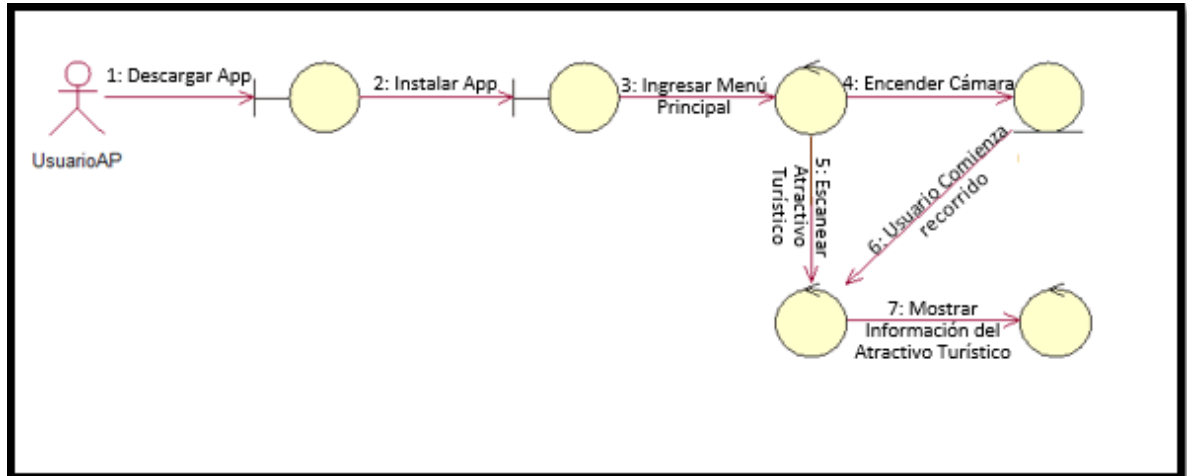 1: Descargar App
2: Instalar App
3: Ingresar Menú
Principal
4: Encender Cámara
UsuarioAP
5: Escanear
Atractivo
Turístico
6: Usuario Comienza
recorrido
7: Mostrar
Información del
Atractivo Turístico